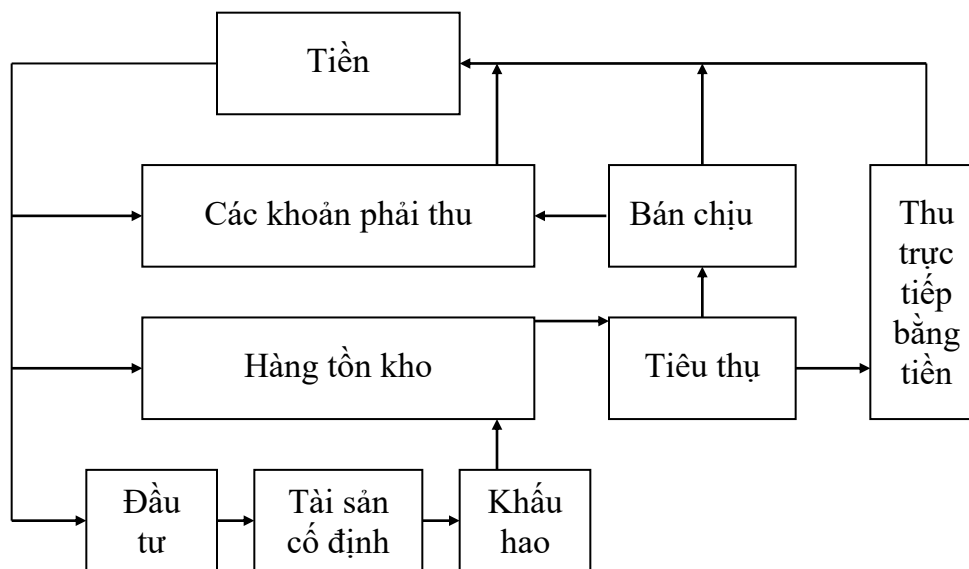 Tiền
Các khoản phải thu
Bán chịu
Thu
trực
tiếp
bằng
tiền
Hàng tồn kho
Tiêu thụ
Đầu
tư
Tài sản
cố định
Khấu
hao